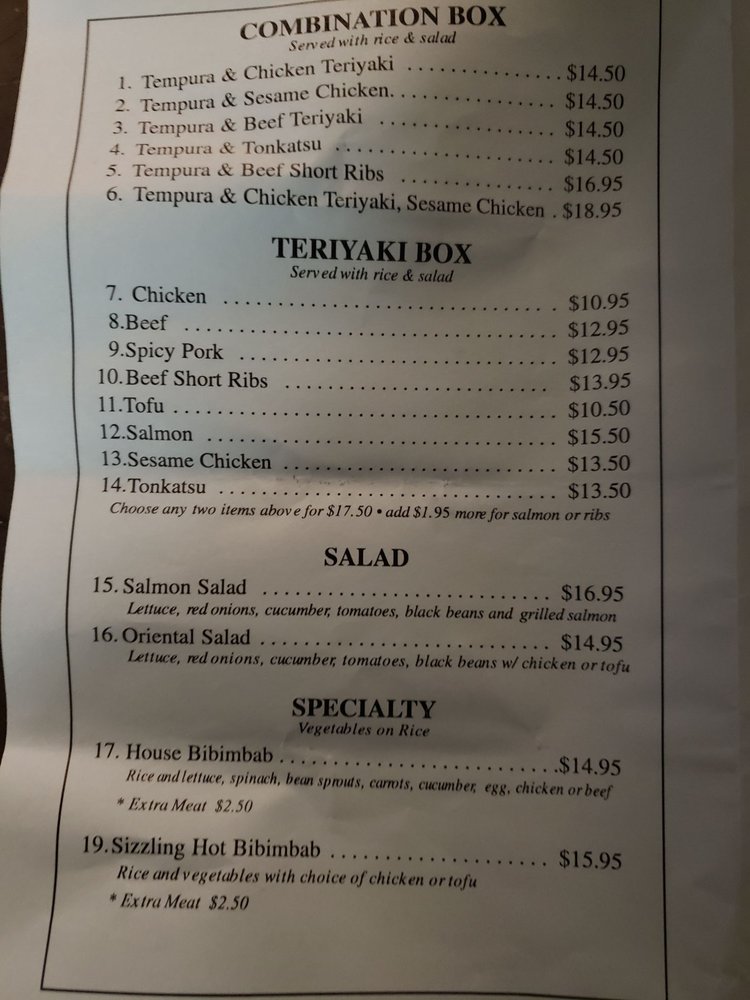 COMBINATION BOX
Served with rice & salad
1. Tempura & Chicken Teriyaki ............... $14.50
2. Tempura & Sesame Chicken. ................ $14.50
3. Tempura & Beef Teriyaki ................. $14.50
4. Tempura & Tonkatsu ..................... $14.50
5. Tempura & Beef Short Ribs .............. $16.95
6. Tempura & Chicken Teriyaki, Sesame Chicken . $18.95
TERIYAKI BOX
Served with rice & salad
7. Chicken ................................ $10.95
8.Beef ................................... $12.95
9.Spicy Pork .............................. $12.95
10.Beef Short Ribs ........................ $13.95
11.Tofu .................................. $10.50
12.Salmon ................................ $15.50
13.Sesame Chicken ......................... $13.50
14.Tonkatsu ............................... $13.50
Choose any two items above for $17.50 • add $1.95 more for salmon or ribs
SALAD
15. Salmon Salad .......................... $16.95
Lettuce, red onions, cucumber, tomatoes, black beans and grilled salmon
16. Oriental Salad .......................... $14.95
Lettuce, red onions, cucumber, tomatoes, black beans w/ chicken or tofu
SPECIALTY
Vegetables on Rice
17. House Bibimbab .........................$14.95
Rice and lettuce, spinach, bean sprouts, carrots, cucumber, egg, chicken or beef
* Extra Meat $2.50
19.Sizzling Hot Bibimbab .................... $15.95
Rice and vegetables with choice of chicken or tofu
* Extra Meat $2.50